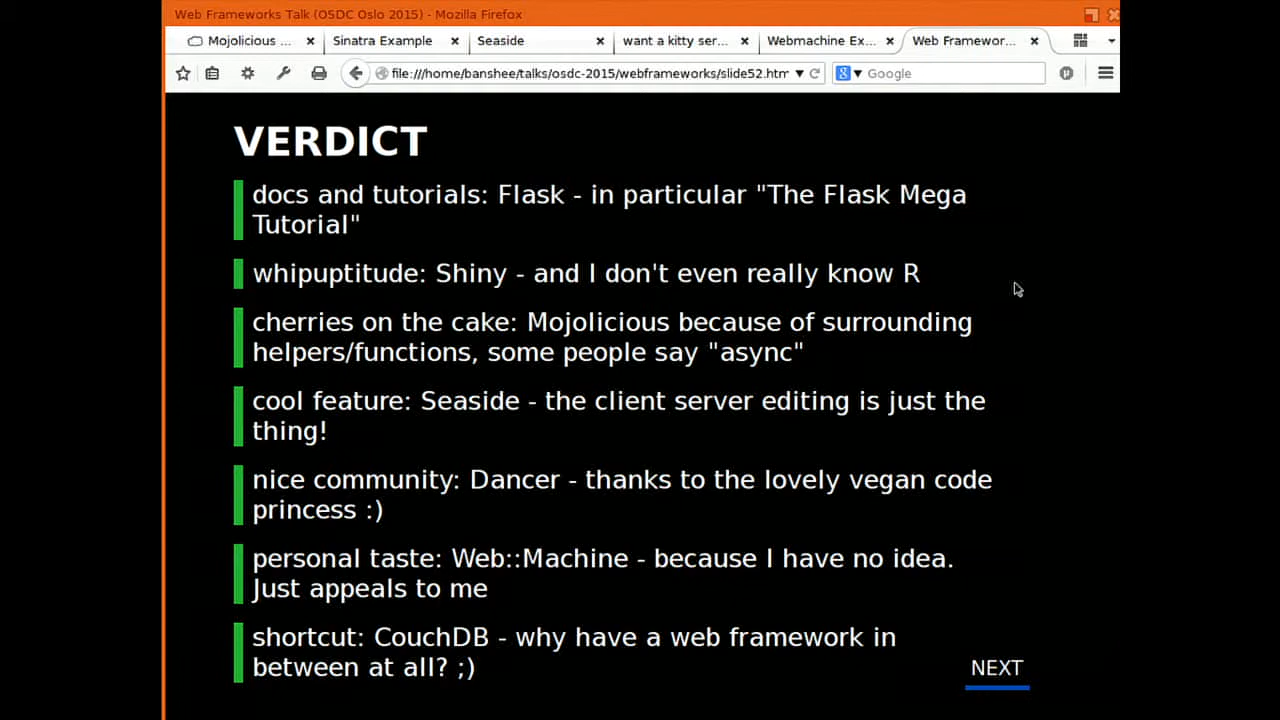 Web Frameworks Talk (OSDC Oslo 2015) - Mozilla Firefox
Mojolicious ...
Sinatra Example
Seaside
want a kitty ser...
Webmachine Ex...
Web Framewor...
file:///home/banshee/talks/osdc-2015/webframeworks/slide52.htm
Google
VERDICT
docs and tutorials: Flask - in particular "The Flask Mega
Tutorial"
whipuptitude: Shiny - and I don't even really know R
cherries on the cake: Mojolicious because of surrounding
helpers/functions, some people say "async"
cool feature: Seaside - the client server editing is just the
thing!
nice community: Dancer - thanks to the lovely vegan code
princess :)
personal taste: Web::Machine - because I have no idea.
Just appeals to me
shortcut: CouchDB - why have a web framework in
between at all? ;)
NEXT